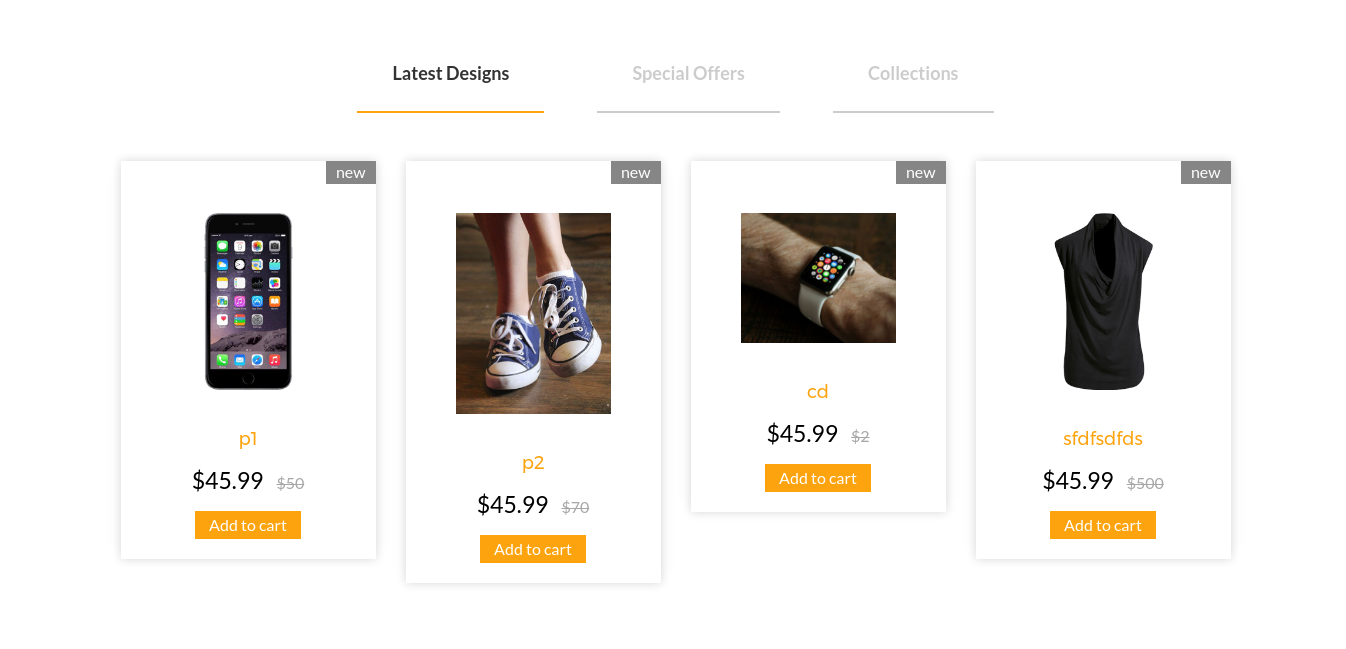 Latest Designs
Special Offers
Collections
new
p1
$45.99 $50
Add to cart
new
p2
$45.99 $70
Add to cart
new
cd
$45.99 $2
Add to cart
new
sfdfsdfds
$45.99 $500
Add to cart